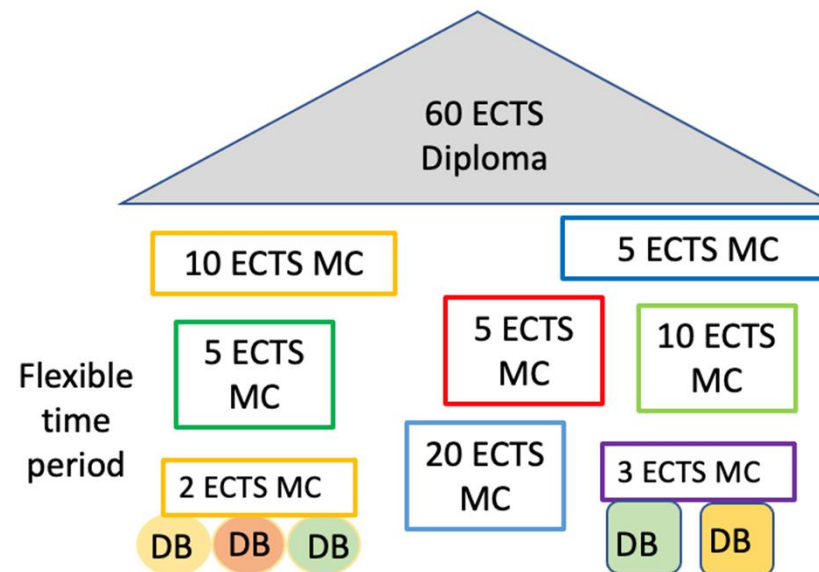 60 ECTS
Diploma
10 ECTS MC
5 ECTS MC
5 ECTS
MC
5 ECTS
MC
10 ECTS
MC
Flexible
time
period
2 ECTS MC
20 ECTS
MC
3 ECTS MC
DB
DB
DB
DB
DB